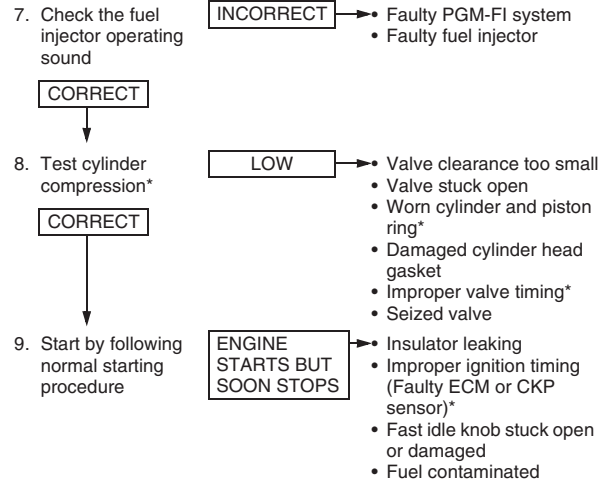 7. Check the fuel
injector operating
sound
INCORRECT
• Faulty PGM-FI system
• Faulty fuel injector
CORRECT
8. Test cylinder
compression*
LOW
• Valve clearance too small
• Valve stuck open
• Worn cylinder and piston
ring*
• Damaged cylinder head
gasket
• Improper valve timing*
• Seized valve
CORRECT
9. Start by following
normal starting
procedure
ENGINE
STARTS BUT
SOON STOPS
• Insulator leaking
• Improper ignition timing
(Faulty ECM or CKP
sensor)*
• Fast idle knob stuck open
or damaged
• Fuel contaminated